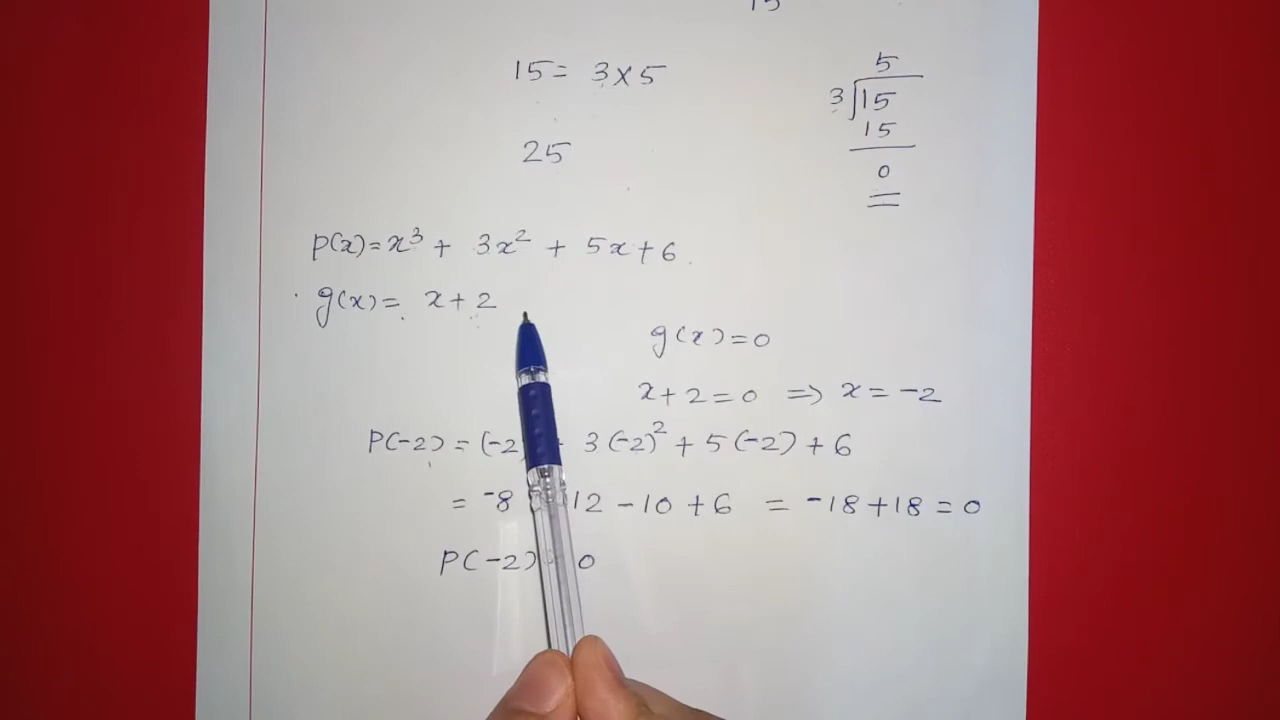 15
15 = 3 × 5
5
3 15
15
0
25
P(x) = x³ + 3x² + 5x + 6
g(x) = x + 2
g(x) = 0
x + 2 = 0 ⇒ x = -2
P(-2) = (-2 3(-2)² + 5(-2) + 6
= -8 12 - 10 + 6 = -18 + 18 = 0
P(-2) 0